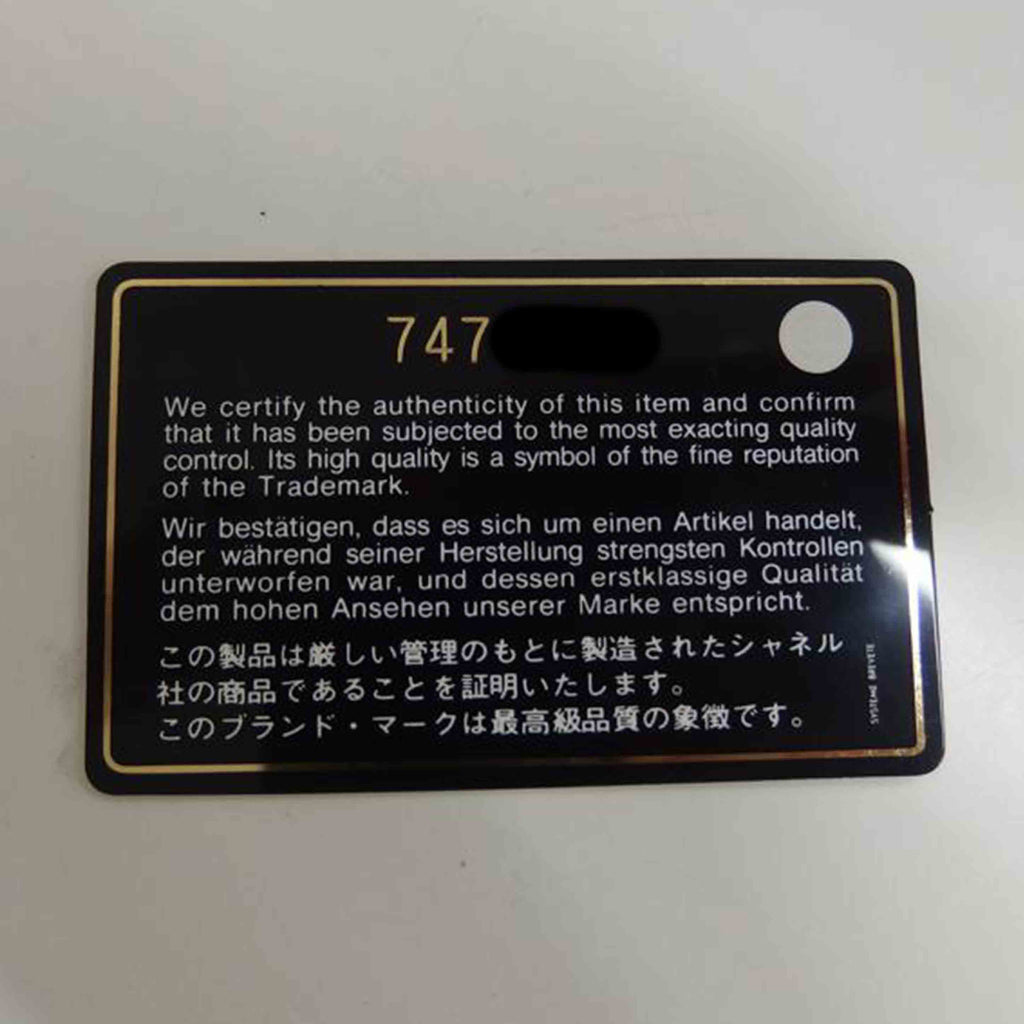 747
We certify the authenticity of this item and confirm
that it has been subjected to the most exacting quality
control. Its high quality is a symbol of the fine reputation
of the Trademark.
Wir bestätigen, dass es sich um einen Artikel handelt,
der während seiner Herstellung strengsten Kontrollen
unterworfen war, und dessen erstklassige Qualität
dem hohen Ansehen unserer Marke entspricht.
この製品は厳しい管理のもとに製造されたシャネル
社の商品であることを証明いたします。
このブランド・マークは最高級品質の象徴です。
SYSTEME BREVETE